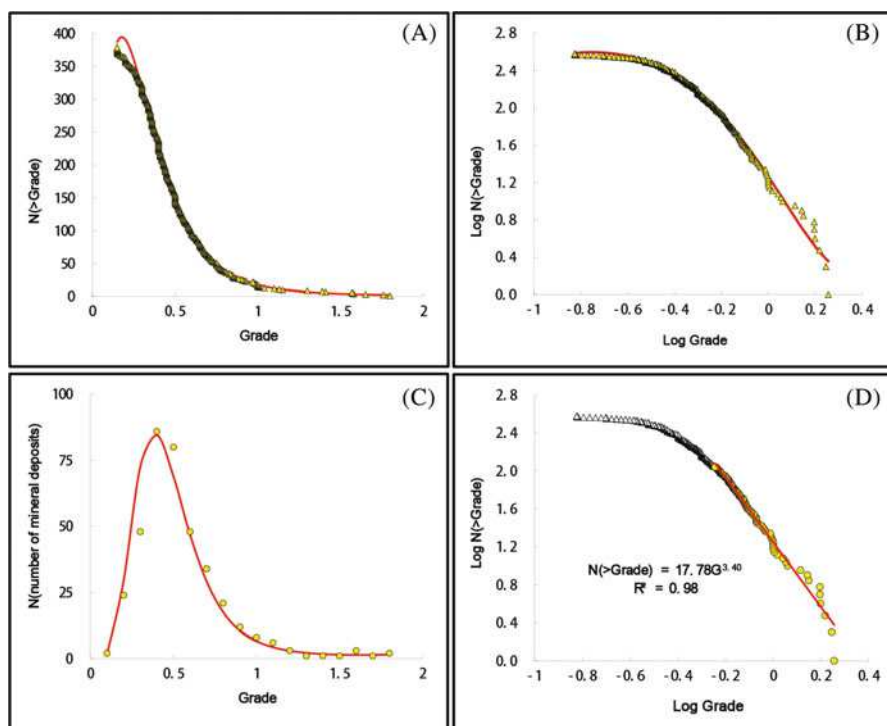 (A)
400
350
300
250
200
150
100
50
0
N(>Grade)
0 0.5 1 1.5 2
Grade
(B)
2.8
2.4
2.0
1.6
1.2
0.8
0.4
0.0
Log N(>Grade)
-1 -0.8 -0.6 -0.4 -0.2 0 0.2 0.4
Log Grade
(C)
100
75
50
25
0
N(number of mineral deposits)
0 0.5 1 1.5 2
Grade
(D)
2.8
2.4
2.0
1.6
1.2
0.8
0.4
0.0
Log N(>Grade)
N(>Grade) = 17.78G³·⁴⁰
R² = 0.98
-1 -0.8 -0.6 -0.4 -0.2 0 0.2 0.4
Log Grade